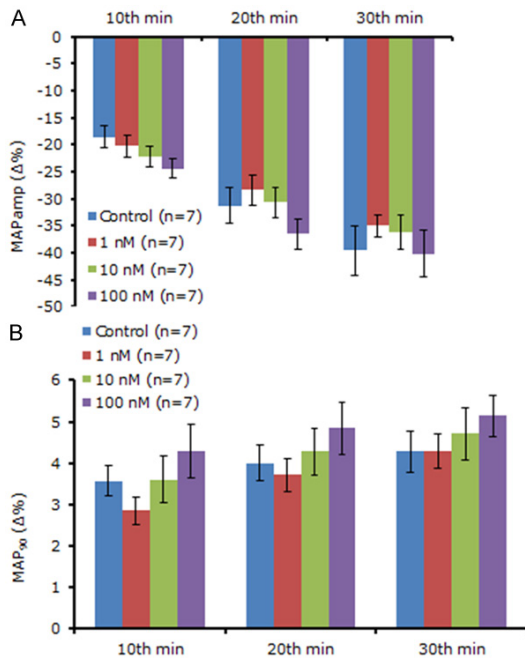 A
10th min 20th min 30th min
0
-5
-10
-15
-20
-25
-30
-35
-40
-45
-50
MAPamp (Δ%)
Control (n=7)
1 nM (n=7)
10 nM (n=7)
100 nM (n=7)
B
Control (n=7)
1 nM (n=7)
10 nM (n=7)
100 nM (n=7)
6
5
4
3
2
1
0
MAP₉₀ (Δ%)
10th min 20th min 30th min